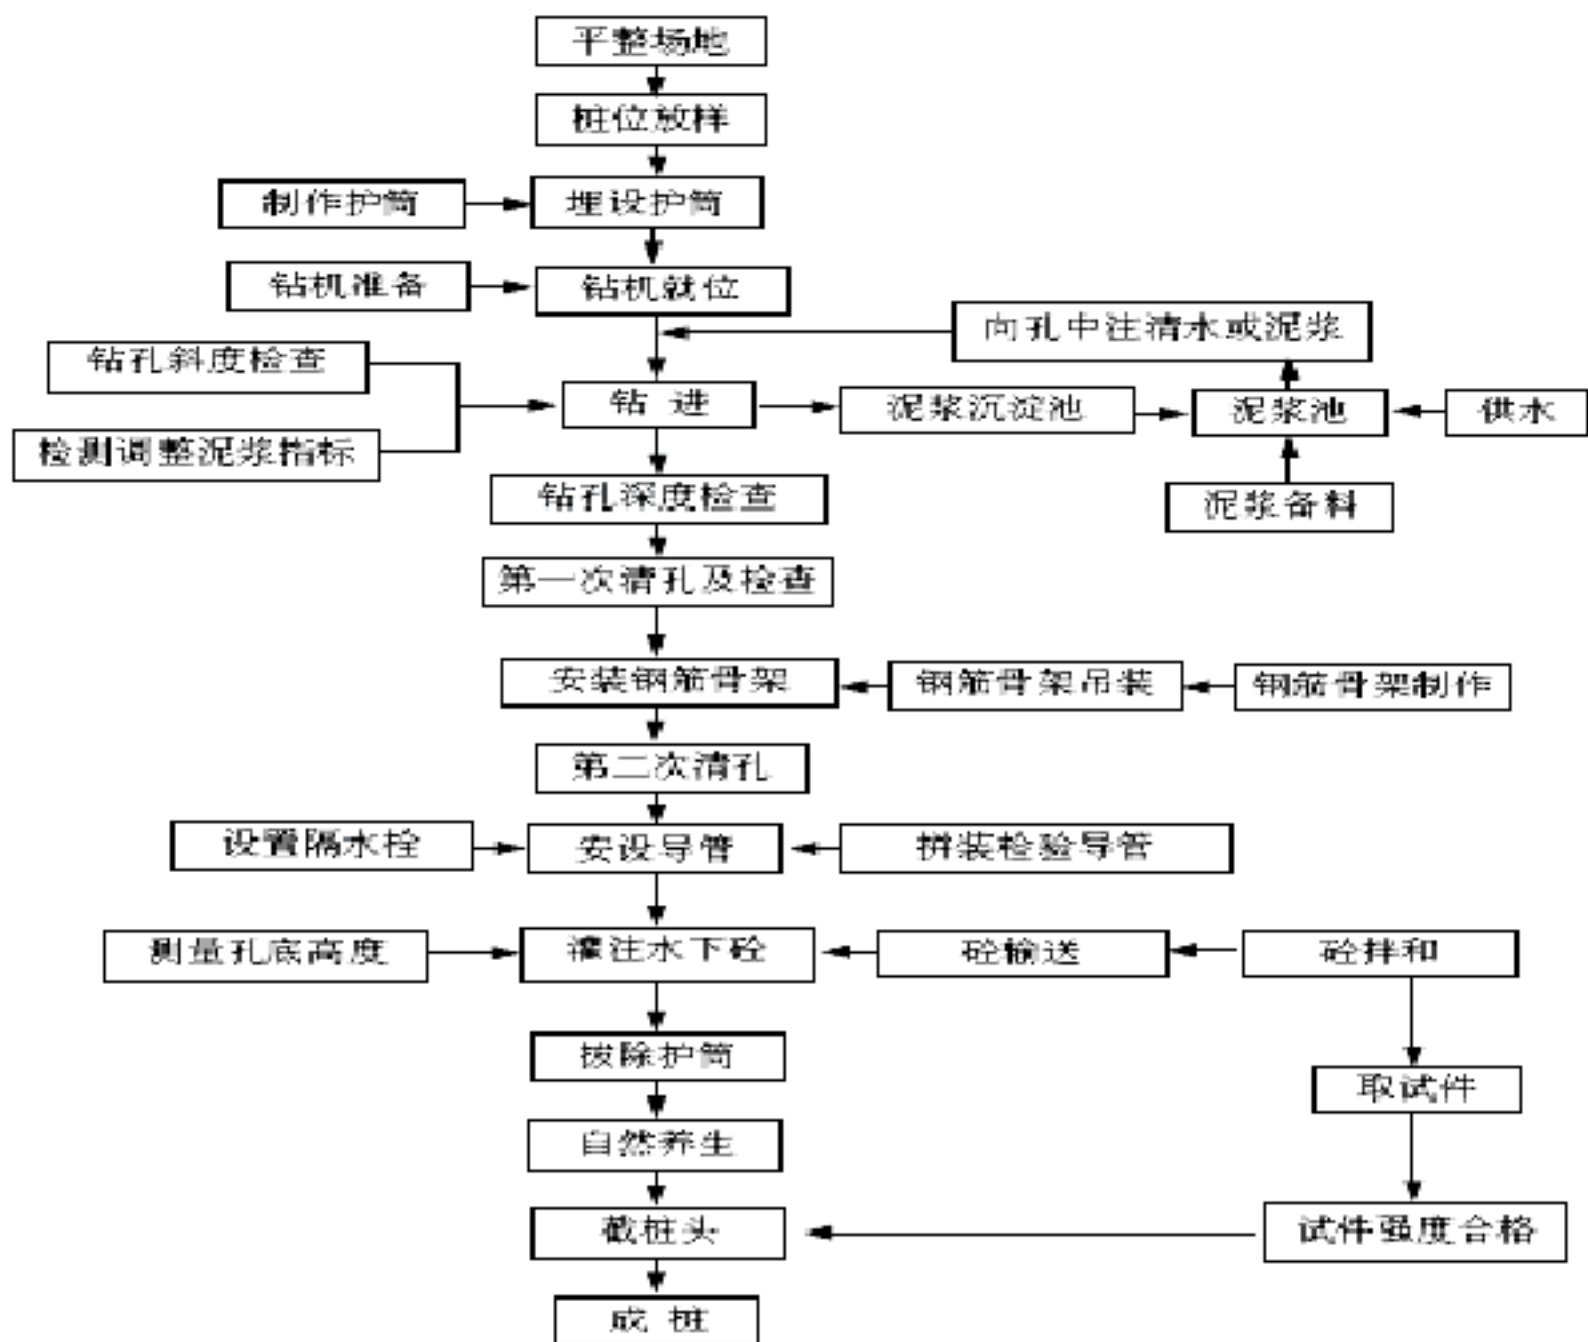 平整场地
桩位放样
制作护筒
埋设护筒
钻机准备
钻机就位
向孔中注清水或泥浆
钻孔斜度检查
钻 进
泥浆沉淀池
泥浆池
供水
检测调整泥浆指标
钻孔深度检查
泥浆备料
第一次清孔及检查
安装钢筋骨架
钢筋骨架吊装
钢筋骨架制作
第二次清孔
设置隔水栓
安设导管
拼装检验导管
测量孔底高度
灌注水下砼
砼输送
砼拌和
拔除护筒
取试件
自然养生
截桩头
试件强度合格
成 桩